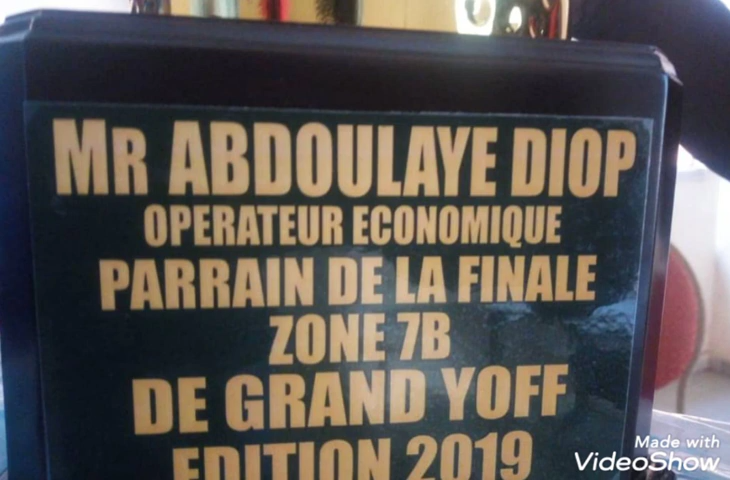 MR ABDOULAYE DIOP
OPERATEUR ECONOMIQUE
PARRAIN DE LA FINALE
ZONE 7B
DE GRAND YOFF
EDITION 2019
Made with
VideoShow